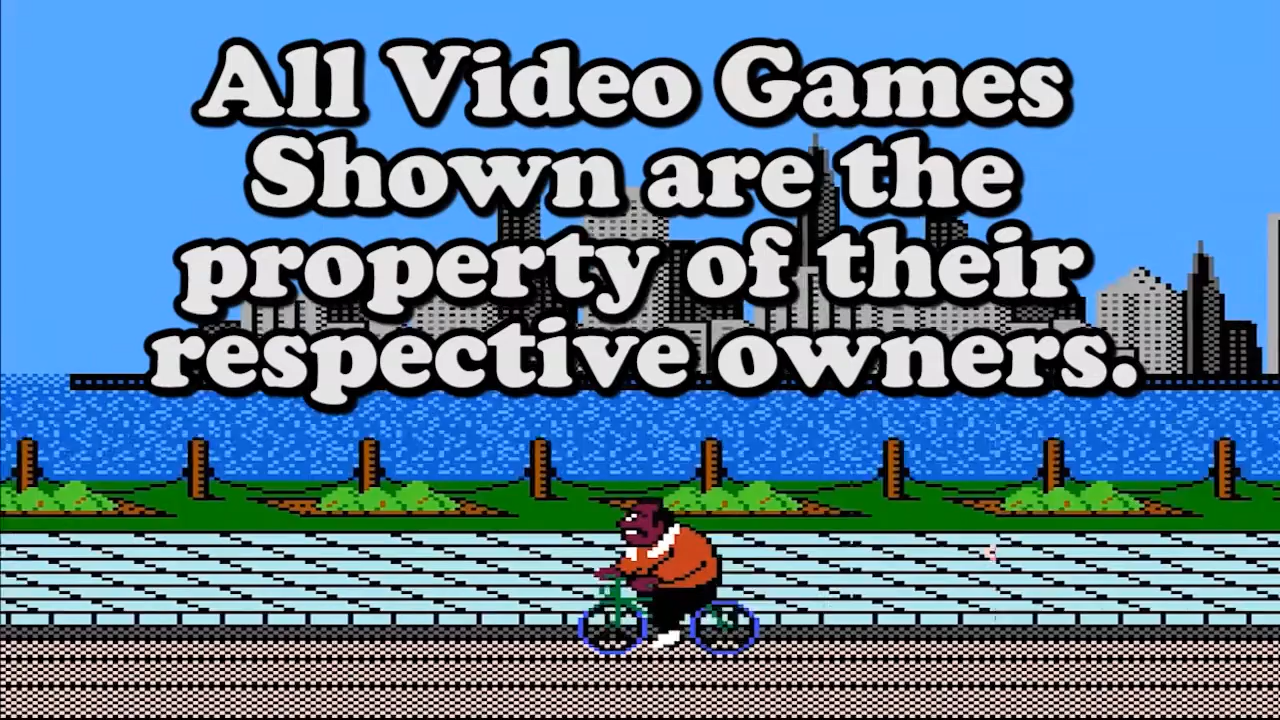 All Video Games
Shown are the
property of their
respective owners.